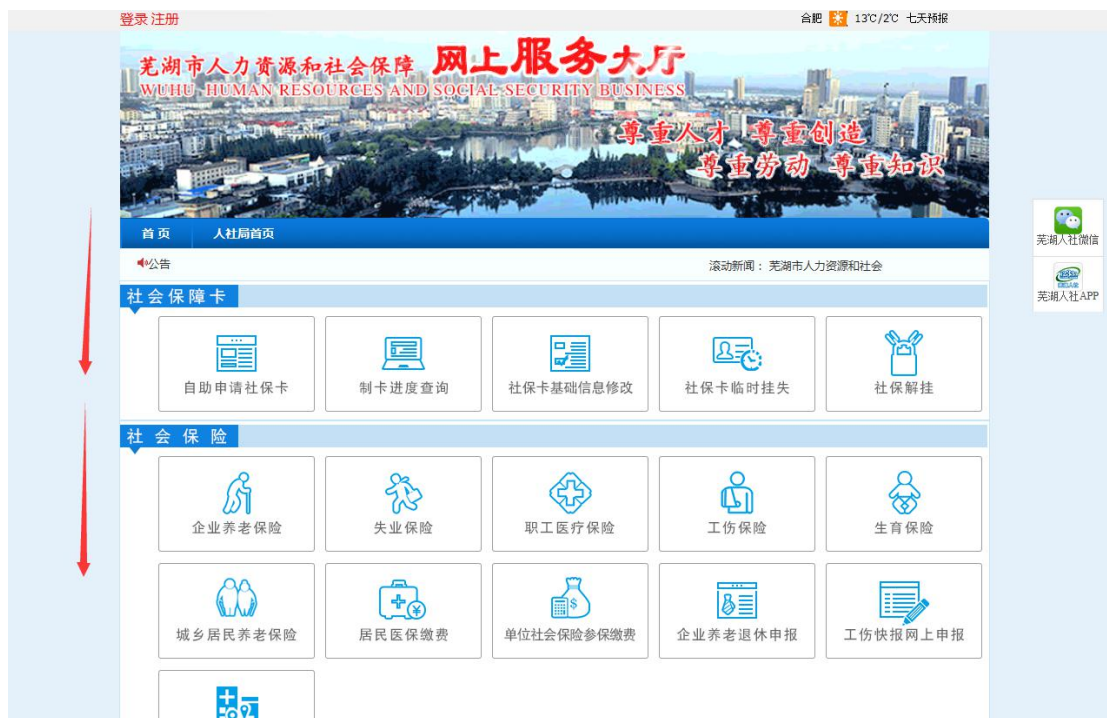 登录 注册
合肥 13℃/2℃ 七天预报
芜湖市人力资源和社会保障 网上服务大厅
WUHU HUMAN RESOURCES AND SOCIAL SECURITY BUSINESS
尊重人才 尊重创造
尊重劳动 尊重知识
首 页 人社局首页
公告
滚动新闻： 芜湖市人力资源和社会
芜湖人社微信
芜湖人社APP
社会保障卡
自助申请社保卡 制卡进度查询 社保卡基础信息修改 社保卡临时挂失 社保解挂
社 会 保 险
企业养老保险 失业保险 职工医疗保险 工伤保险 生育保险
城乡居民养老保险 居民医保缴费 单位社会保险参保缴费 企业养老退休申报 工伤快报网上申报